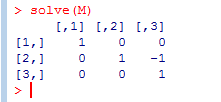 > solve(M)
     [,1] [,2] [,3]
[1,]    1    0    0
[2,]    0    1   -1
[3,]    0    0    1
>